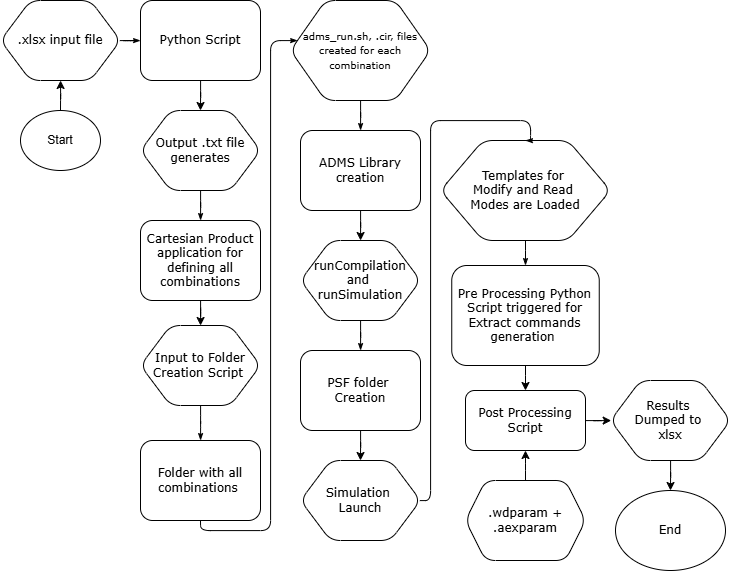 .xlsx input file
Start
Python Script
Output .txt file
generates
Cartesian Product
application for
defining all
combinations
Input to Folder
Creation Script
Folder with all
combinations
adms_run.sh, .cir, files
created for each
combination
ADMS Library
creation
runCompilation
and
runSimulation
PSF folder
Creation
Simulation
Launch
Templates for
Modify and Read
Modes are Loaded
Pre Processing Python
Script triggered for
Extract commands
generation
Post Processing
Script
.wdparam +
.aexparam
Results
Dumped to
xlsx
End